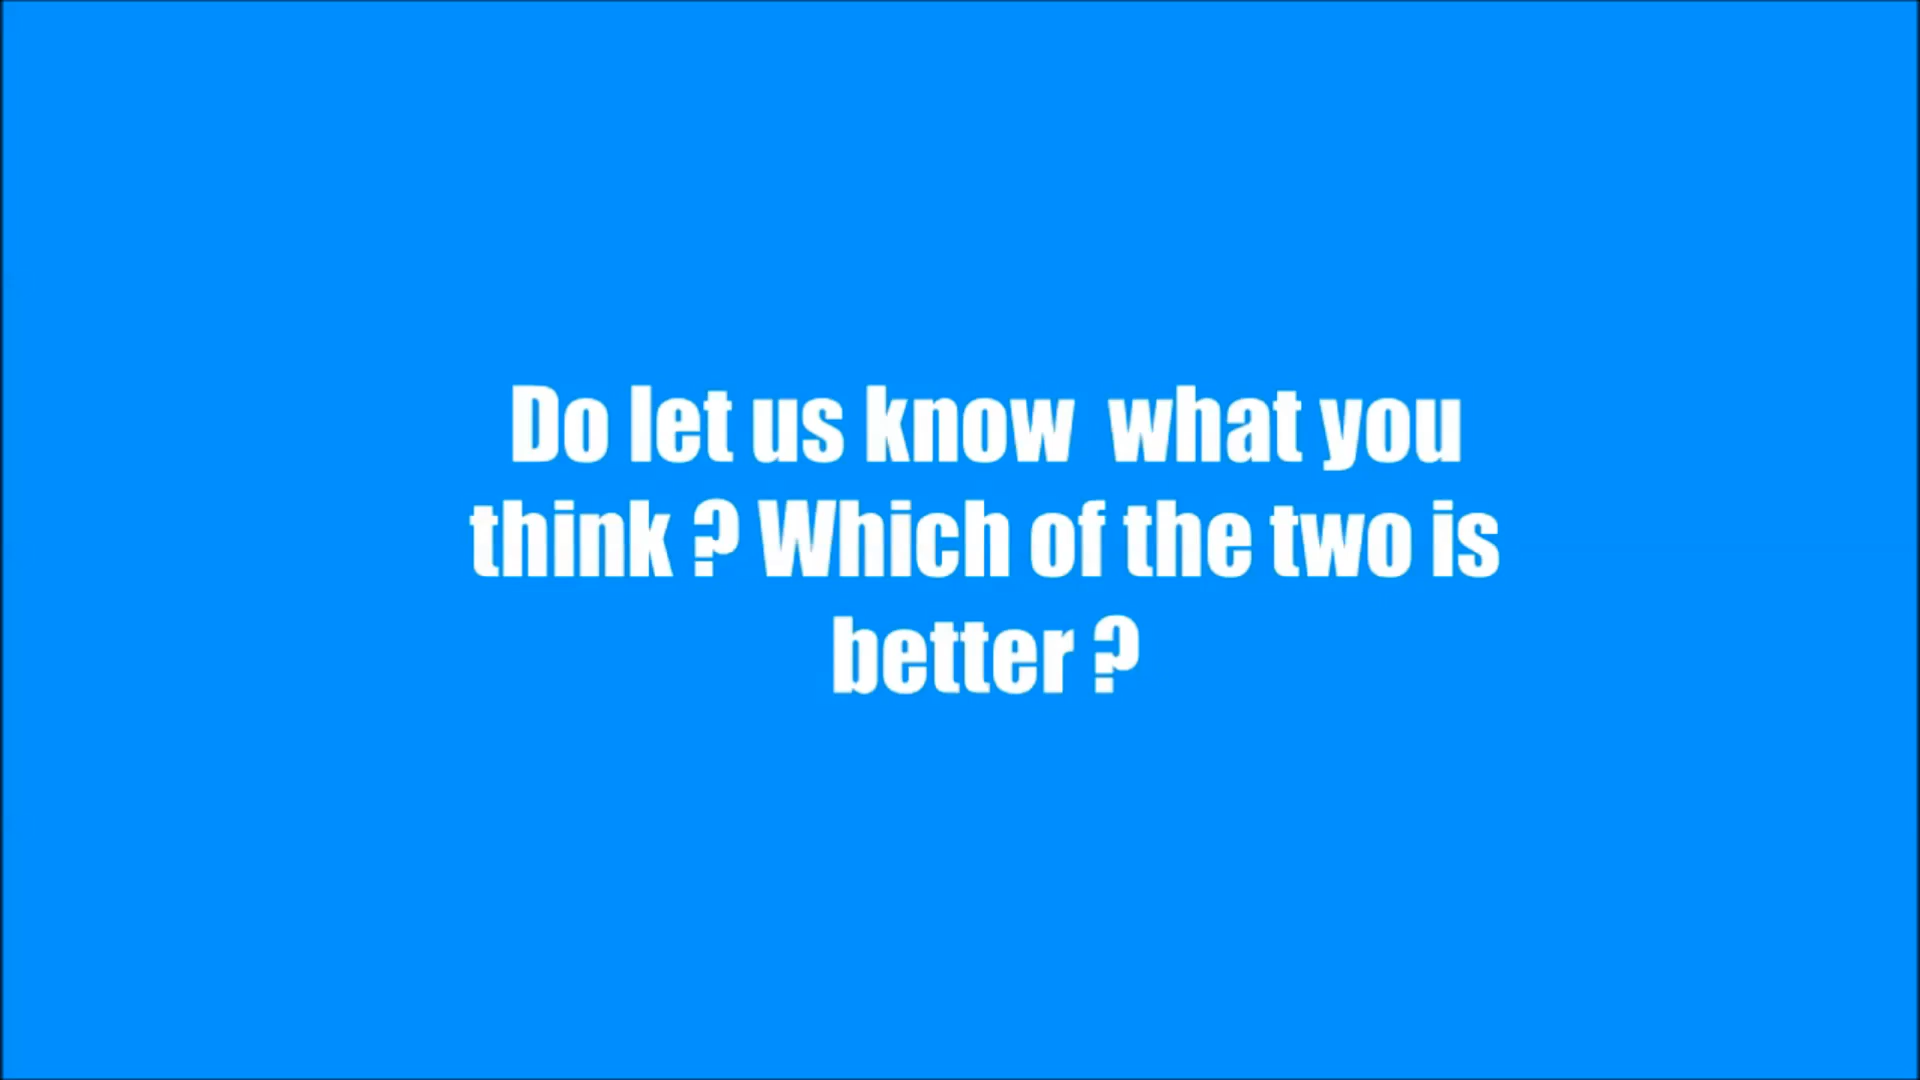 Do let us know  what you
think ? Which of the two is
better ?